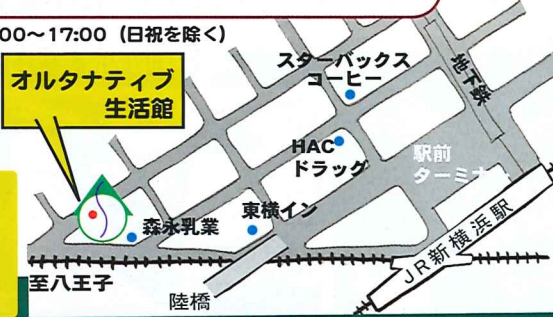 00～17:00（日祝を除く）
オルタナティブ
生活館
スターバックス
コーヒー
地下鉄
HAC
ドラッグ
駅前
ターミナル
森永乳業
東横イン
JR新横浜駅
至八王子
陸橋